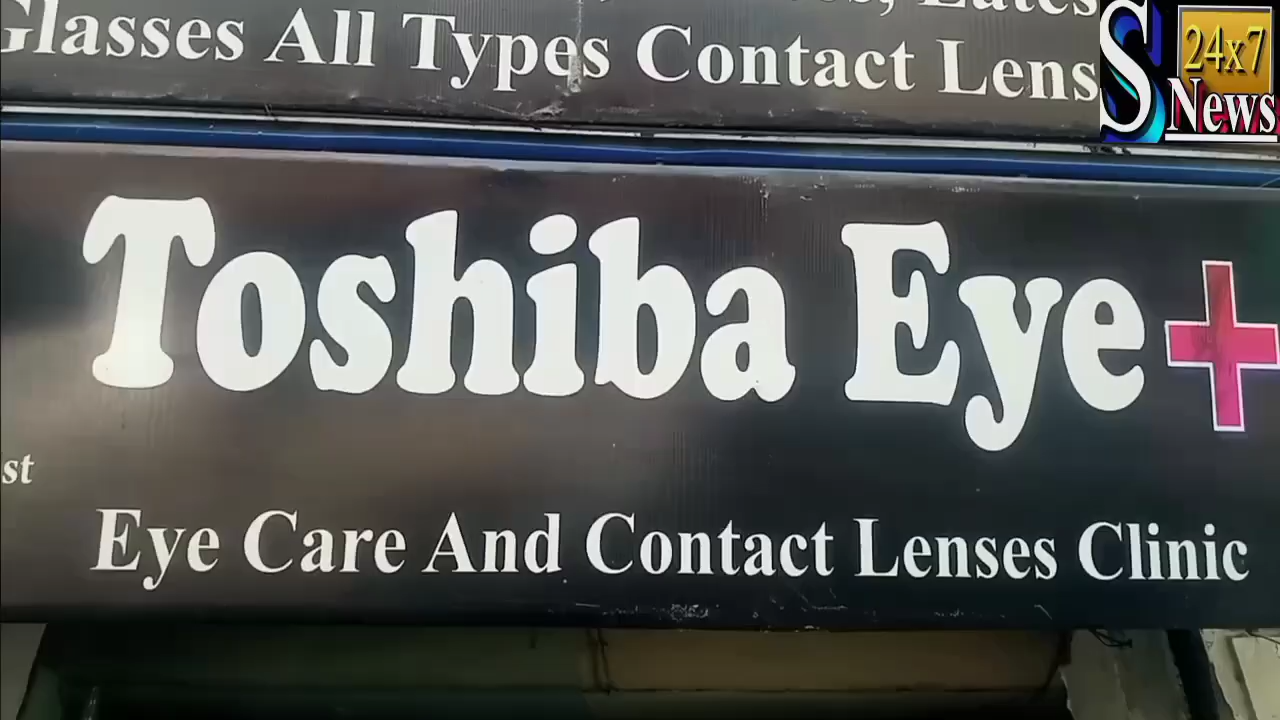 Glasses All Types Contact Lens
Toshiba Eye
st
Eye Care And Contact Lenses Clinic
S
24x7
News